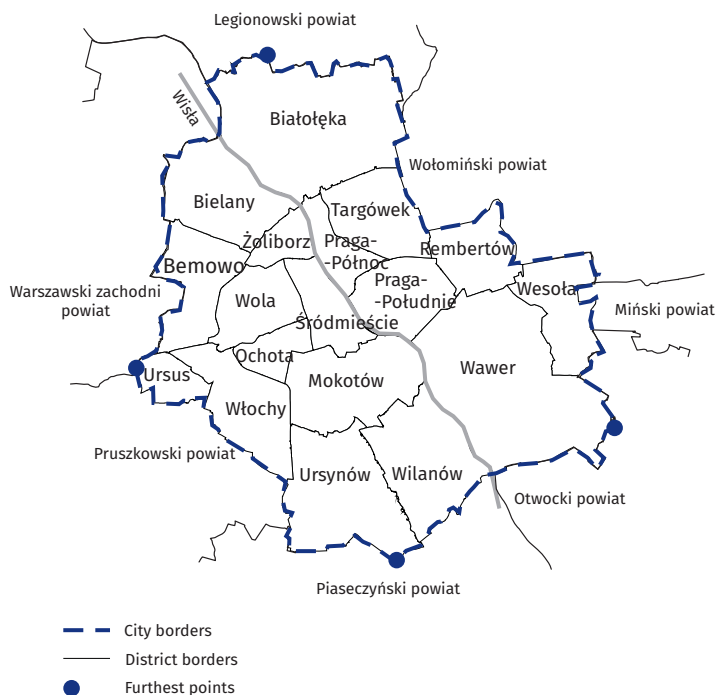 Legionowski powiat
Wisła
Białołęka
Wołomiński powiat
Bielany
Targówek
Żoliborz
Praga-
-Północ
Rembertów
Bemowo
Praga-
-Południe
Wesoła
Warszawski zachodni
powiat
Wola
Śródmieście
Miński powiat
Ochota
Ursus
Mokotów
Wawer
Włochy
Pruszkowski powiat
Ursynów
Wilanów
Otwocki powiat
Piaseczyński powiat
City borders
District borders
Furthest points